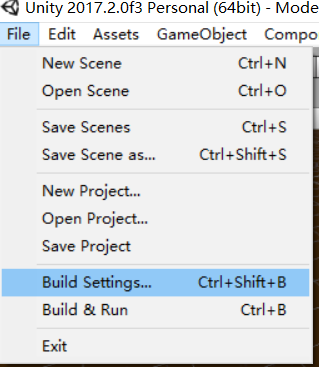 Unity 2017.2.0f3 Personal (64bit) - Mode
File Edit Assets GameObject Compo
New Scene Ctrl+N
Open Scene Ctrl+O
Save Scenes Ctrl+S
Save Scene as... Ctrl+Shift+S
New Project...
Open Project...
Save Project
Build Settings... Ctrl+Shift+B
Build & Run Ctrl+B
Exit